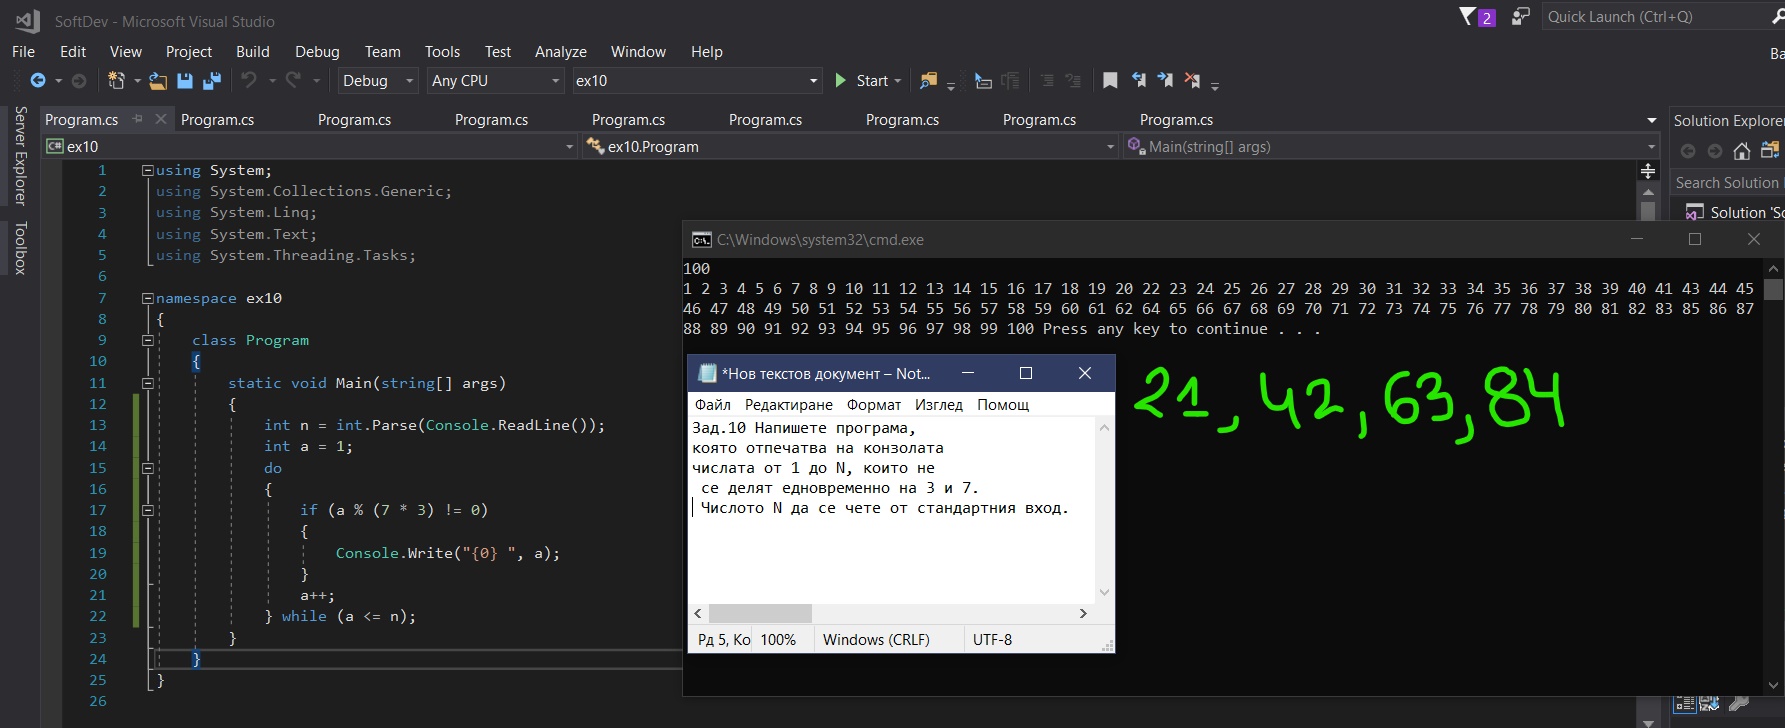 SoftDev - Microsoft Visual Studio
2
Quick Launch (Ctrl+Q)
File Edit View Project Build Debug Team Tools Test Analyze Window Help
Ba
Debug Any CPU ex10 Start
Server Explorer
Toolbox
Program.cs Program.cs Program.cs Program.cs Program.cs Program.cs Program.cs Program.cs Program.cs
C# ex10 ex10.Program Main(string[] args)
1 using System;
2 using System.Collections.Generic;
3 using System.Linq;
4 using System.Text;
5 using System.Threading.Tasks;
6
7 namespace ex10
8 {
9 class Program
10 {
11 static void Main(string[] args)
12 {
13 int n = int.Parse(Console.ReadLine());
14 int a = 1;
15 do
16 {
17 if (a % (7 * 3) != 0)
18 {
19 Console.Write("{0} ", a);
20 }
21 a++;
22 } while (a <= n);
23 }
24 }
25 }
26
Solution Explorer
Search Solution
Solution 'So
C:\Windows\system32\cmd.exe
100
1 2 3 4 5 6 7 8 9 10 11 12 13 14 15 16 17 18 19 20 22 23 24 25 26 27 28 29 30 31 32 33 34 35 36 37 38 39 40 41 43 44 45
46 47 48 49 50 51 52 53 54 55 56 57 58 59 60 61 62 64 65 66 67 68 69 70 71 72 73 74 75 76 77 78 79 80 81 82 83 85 86 87
88 89 90 91 92 93 94 95 96 97 98 99 100 Press any key to continue . . .
*Нов текстов документ – Not...
Файл Редактиране Формат Изглед Помощ
Зад.10 Напишете програма,
която отпечатва на конзолата
числата от 1 до N, които не
се делят едновременно на 3 и 7.
Числото N да се чете от стандартния вход.
Рд 5, Ко 100% Windows (CRLF) UTF-8
21, 42, 63, 84